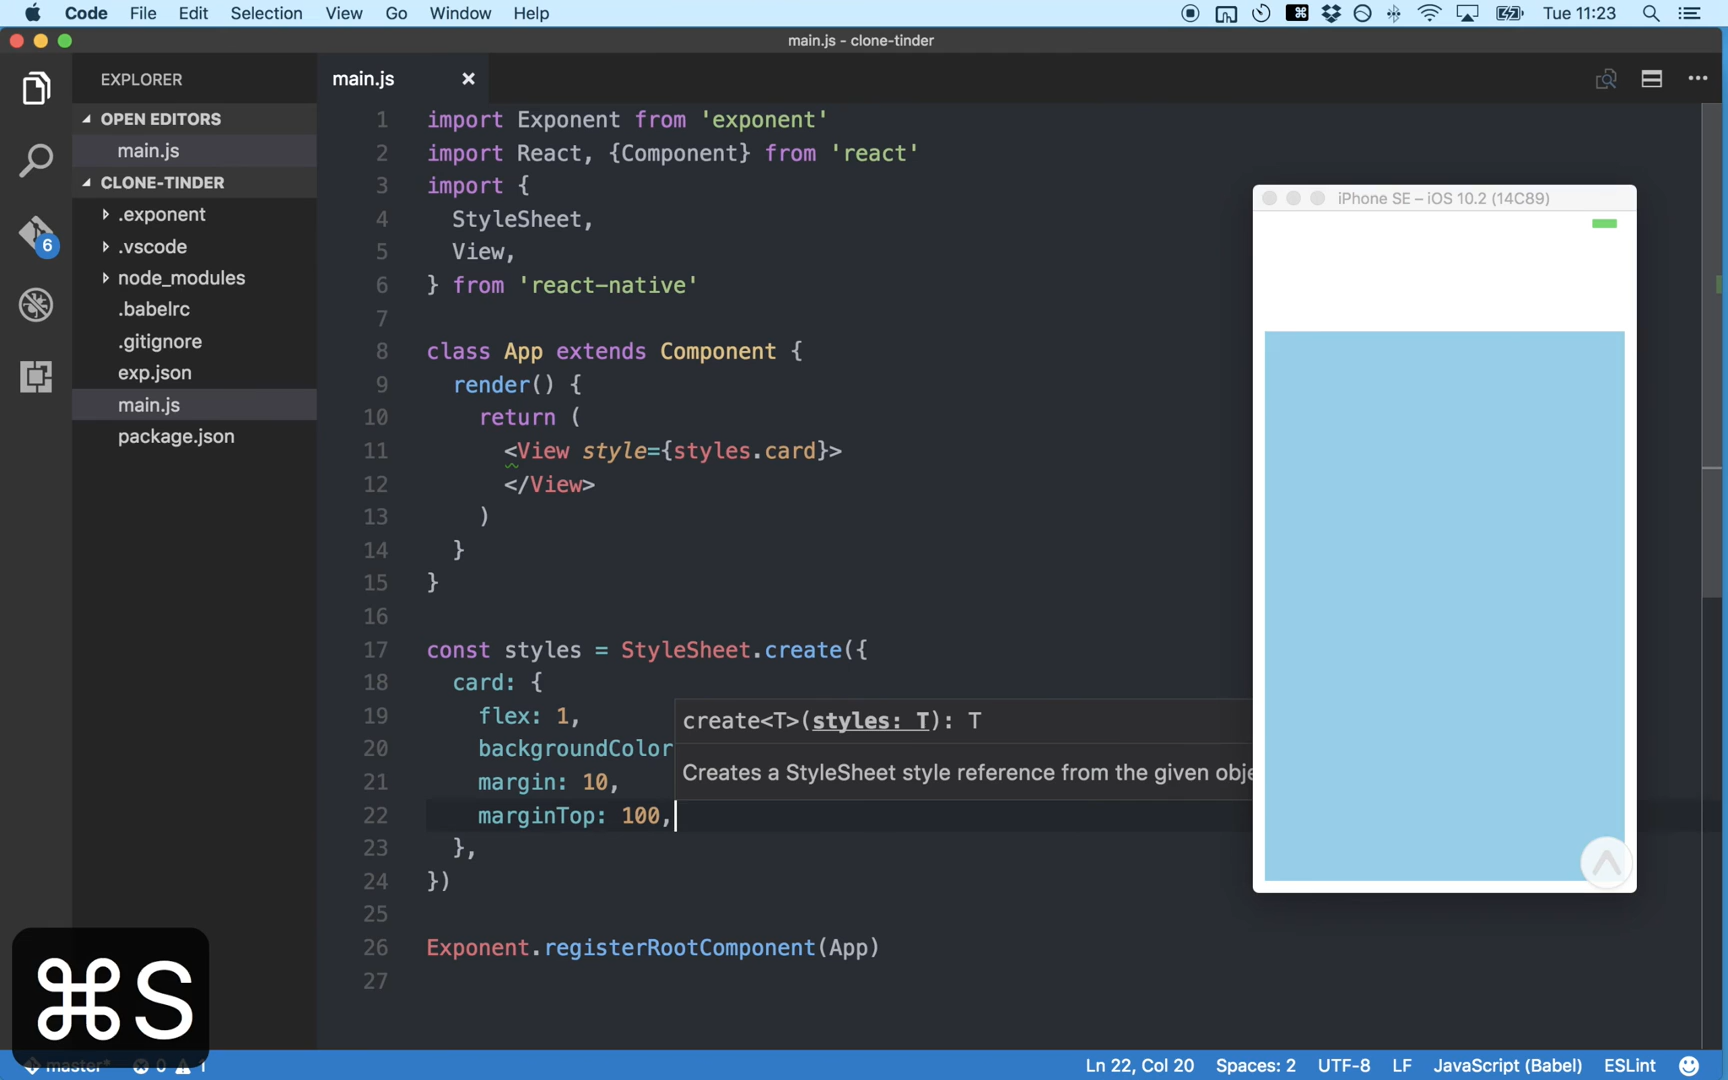 Code File Edit Selection View Go Window Help Tue 11:23
main.js - clone-tinder
EXPLORER
OPEN EDITORS
main.js
CLONE-TINDER
.exponent
.vscode
node_modules
.babelrc
.gitignore
exp.json
main.js
package.json
6
main.js ×
1 import Exponent from 'exponent'
2 import React, {Component} from 'react'
3 import {
4 StyleSheet,
5 View,
6 } from 'react-native'
7
8 class App extends Component {
9 render() {
10 return (
11 <View style={styles.card}>
12 </View>
13 )
14 }
15 }
16
17 const styles = StyleSheet.create({
18 card: {
19 flex: 1,
20 backgroundColor
21 margin: 10,
22 marginTop: 100,
23 },
24 })
25
26 Exponent.registerRootComponent(App)
27
create<T>(styles: T): T
Creates a StyleSheet style reference from the given obje
iPhone SE – iOS 10.2 (14C89)
⌘S
master* 0 1 Ln 22, Col 20 Spaces: 2 UTF-8 LF JavaScript (Babel) ESLint